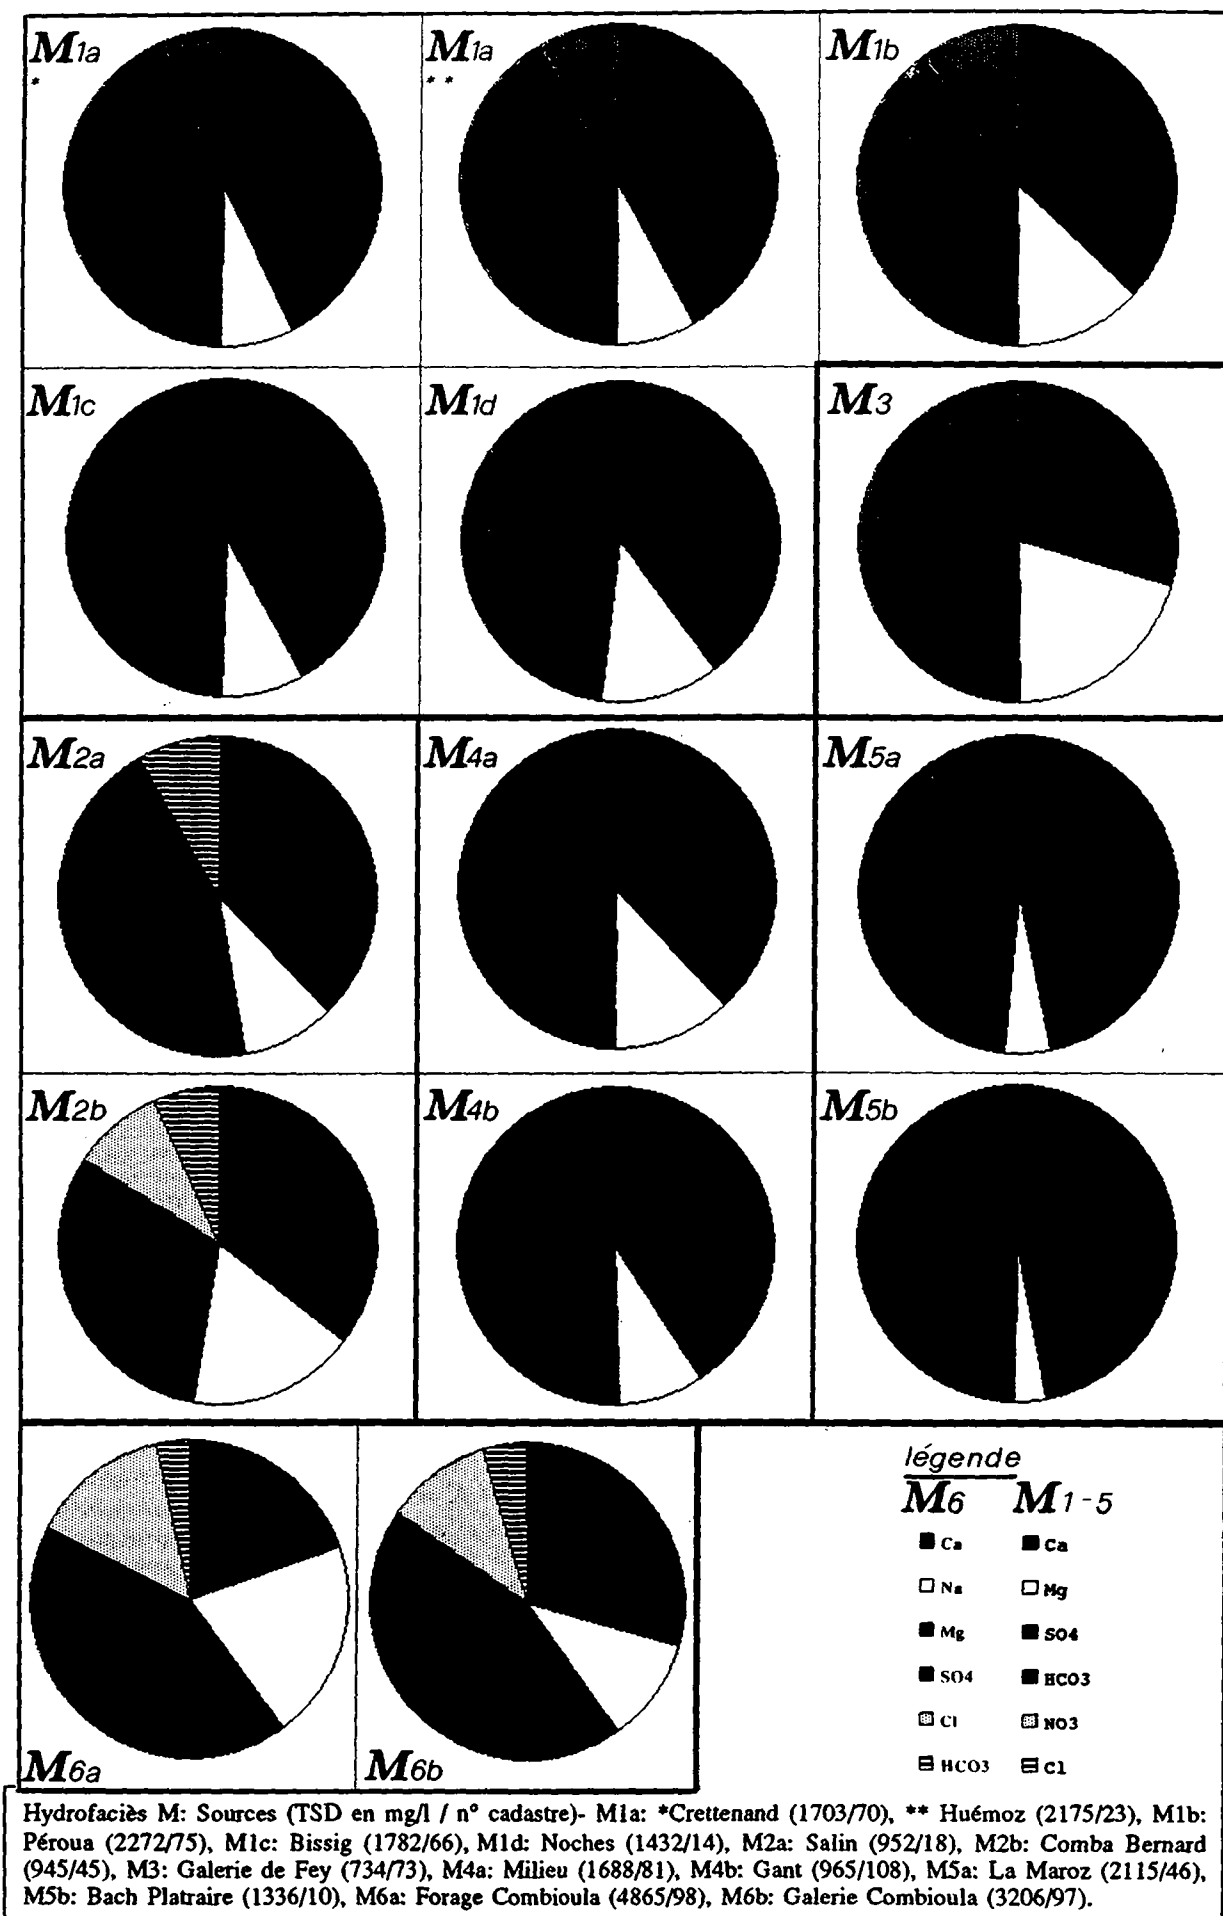 M1a
*
M1a
* *
M1b
M1c
M1d
M3
M2a
M4a
M5a
M2b
M4b
M5b
M6a
M6b
légende
M6 M1-5
Ca Ca
Na Mg
Mg SO4
SO4 HCO3
Cl NO3
HCO3 Cl
Hydrofaciès M: Sources (TSD en mg/l / n° cadastre)- M1a: *Crettenand (1703/70), ** Huémoz (2175/23), M1b:
Péroua (2272/75), M1c: Bissig (1782/66), M1d: Noches (1432/14), M2a: Salin (952/18), M2b: Comba Bernard
(945/45), M3: Galerie de Fey (734/73), M4a: Milieu (1688/81), M4b: Gant (965/108), M5a: La Maroz (2115/46),
M5b: Bach Platraire (1336/10), M6a: Forage Combioula (4865/98), M6b: Galerie Combioula (3206/97).